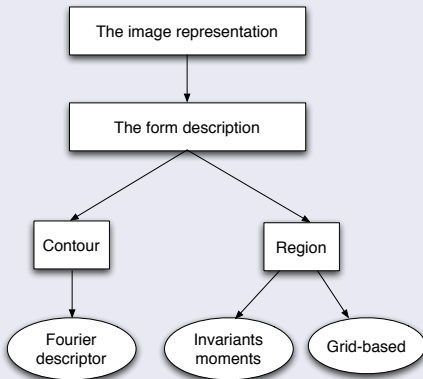 The image representation
The form description
Contour
Region
Fourier
descriptor
Invariants
moments
Grid-based